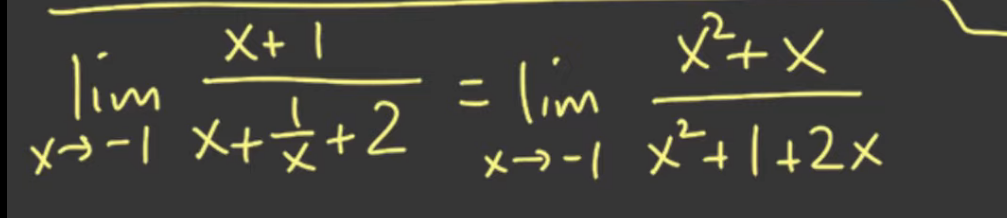 lim x→-1 (x+1)/(x+1/x+2) = lim x→-1 (x²+x)/(x²+1+2x)